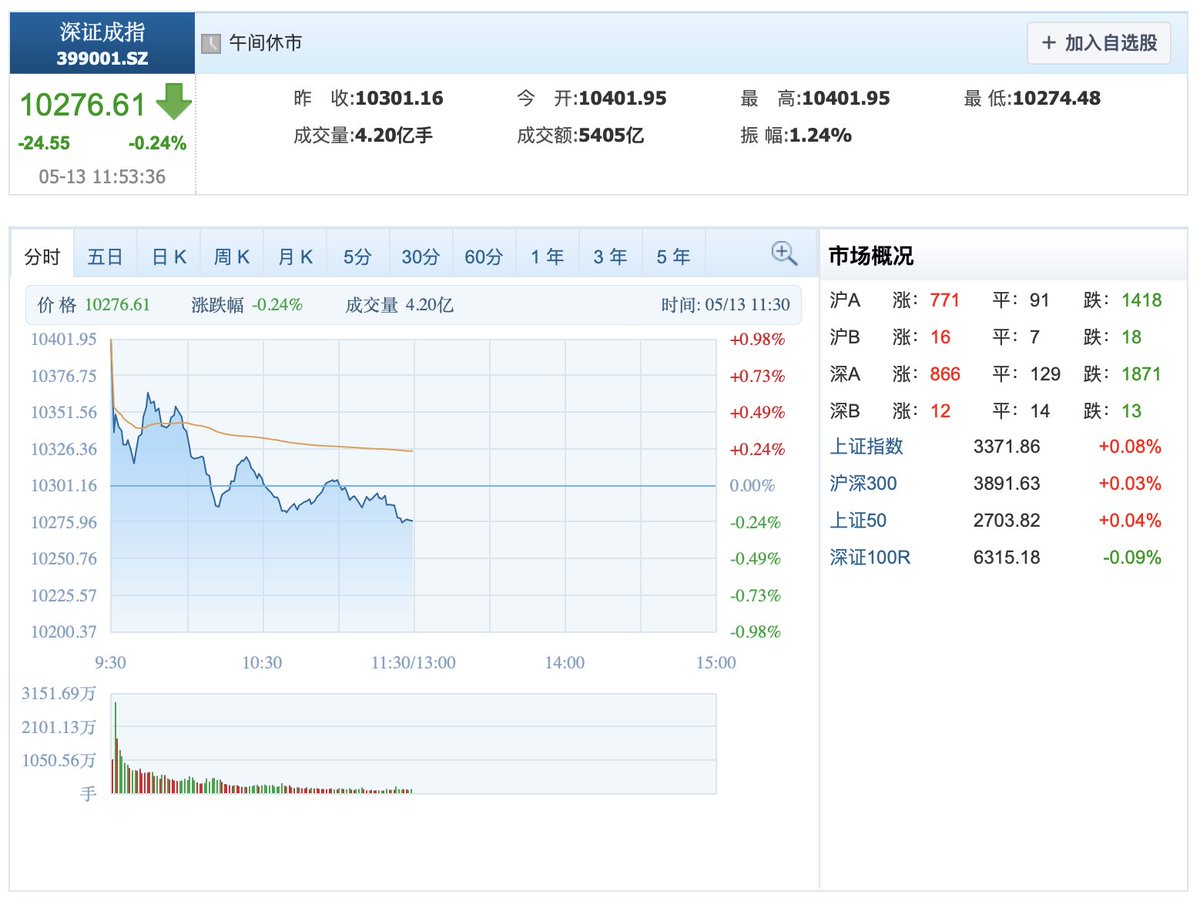 深证成指
399001.SZ
午间休市
+ 加入自选股
10276.61
-24.55 -0.24%
05-13 11:53:36
昨 收:10301.16 今 开:10401.95 最 高:10401.95 最 低:10274.48
成交量:4.20亿手 成交额:5405亿 振 幅:1.24%
分时 五日 日K 周K 月K 5分 30分 60分 1年 3年 5年
价 格 10276.61 涨跌幅 -0.24% 成交量 4.20亿 时间: 05/13 11:30
10401.95 +0.98%
10376.75 +0.73%
10351.56 +0.49%
10326.36 +0.24%
10301.16 0.00%
10275.96 -0.24%
10250.76 -0.49%
10225.57 -0.73%
10200.37 -0.98%
9:30 10:30 11:30/13:00 14:00 15:00
3151.69万
2101.13万
1050.56万
手
市场概况
沪A 涨: 771 平: 91 跌: 1418
沪B 涨: 16 平: 7 跌: 18
深A 涨: 866 平: 129 跌: 1871
深B 涨: 12 平: 14 跌: 13
上证指数 3371.86 +0.08%
沪深300 3891.63 +0.03%
上证50 2703.82 +0.04%
深证100R 6315.18 -0.09%